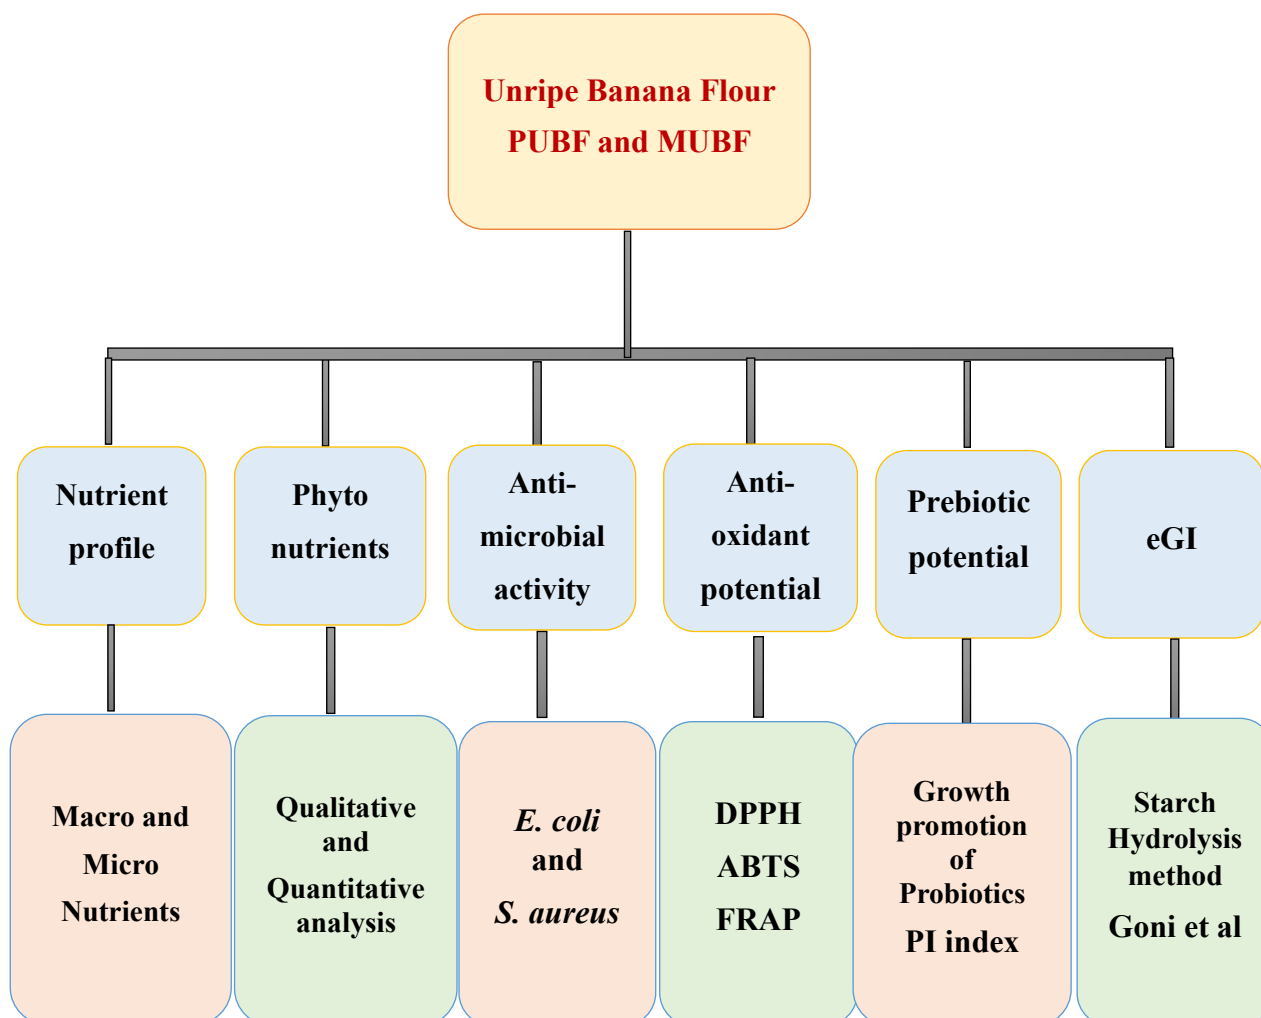 Unripe Banana Flour
PUBF and MUBF
Nutrient
profile
Phyto
nutrients
Anti-
microbial
activity
Anti-
oxidant
potential
Prebiotic
potential
eGI
Macro and
Micro
Nutrients
Qualitative
and
Quantitative
analysis
E. coli
and
S. aureus
DPPH
ABTS
FRAP
Growth
promotion
of
Probiotics
PI index
Starch
Hydrolysis
method
Goni et al